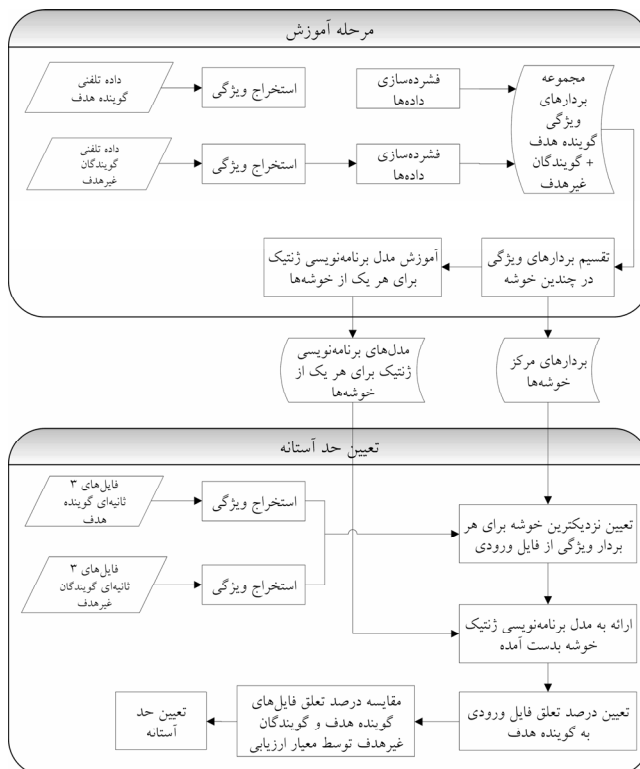 مرحله آموزش
داده تلفنی
گوینده هدف
استخراج ویژگی
فشرده‌سازی
داده‌ها
مجموعه
بردارهای
ویژگی
گوینده هدف
+ گویندگان
غیرهدف
داده تلفنی
گویندگان
غیرهدف
استخراج ویژگی
فشرده‌سازی
داده‌ها
تقسیم بردارهای ویژگی
در چندین خوشه
آموزش مدل برنامه‌نویسی ژنتیک
برای هر یک از خوشه‌ها
بردارهای مرکز
خوشه‌ها
مدل‌های برنامه‌نویسی
ژنتیک برای هر یک از
خوشه‌ها
تعیین حد آستانه
فایل‌های ۳
ثانیه‌ای گوینده
هدف
استخراج ویژگی
فایل‌های ۳
ثانیه‌ای گویندگان
غیرهدف
استخراج ویژگی
تعیین نزدیکترین خوشه برای هر
بردار ویژگی از فایل ورودی
ارائه به مدل برنامه‌نویسی ژنتیک
خوشه بدست آمده
تعیین درصد تعلق فایل ورودی
به گوینده هدف
مقایسه درصد تعلق فایل‌های
گوینده هدف و گویندگان
غیرهدف توسط معیار ارزیابی
تعیین حد
آستانه